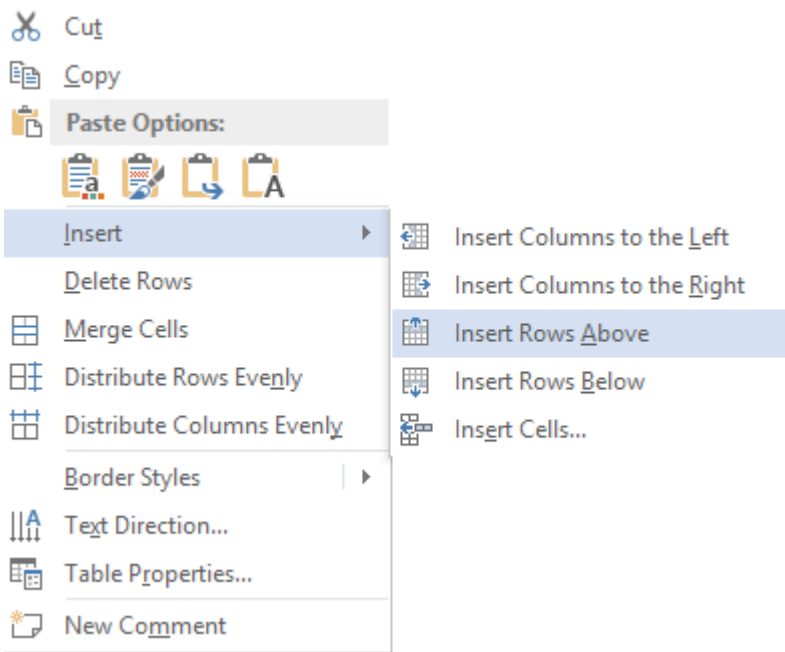 Cut
Copy
Paste Options:
Insert
Delete Rows
Merge Cells
Distribute Rows Evenly
Distribute Columns Evenly
Border Styles
Text Direction...
Table Properties...
New Comment
Insert Columns to the Left
Insert Columns to the Right
Insert Rows Above
Insert Rows Below
Insert Cells...